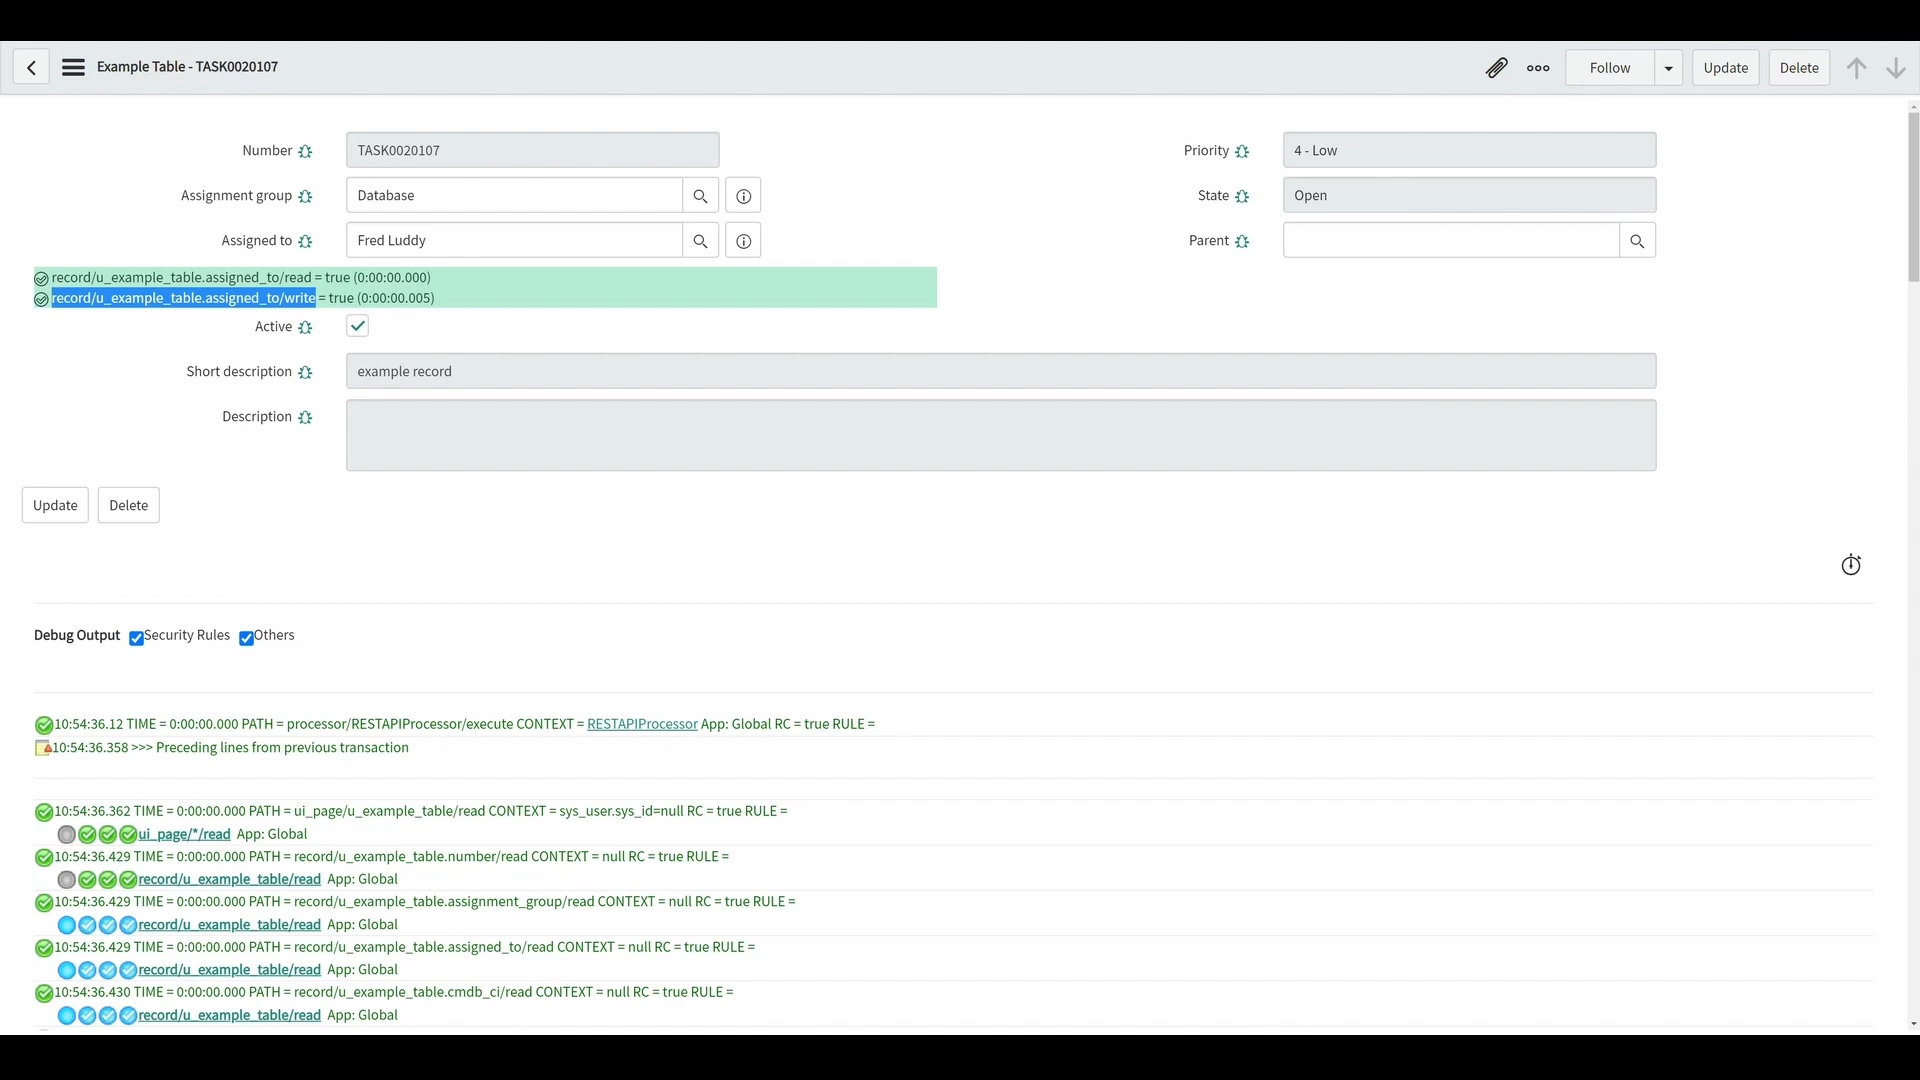 Example Table - TASK0020107
Follow
Update
Delete
Number
TASK0020107
Priority
4 - Low
Assignment group
Database
State
Open
Assigned to
Fred Luddy
Parent
record/u_example_table.assigned_to/read = true (0:00:00.000)
record/u_example_table.assigned_to/write = true (0:00:00.005)
Active
Short description
example record
Description
Update
Delete
Debug Output Security Rules Others
10:54:36.12 TIME = 0:00:00.000 PATH = processor/RESTAPIProcessor/execute CONTEXT = RESTAPIProcessor App: Global RC = true RULE =
10:54:36.358 >>> Preceding lines from previous transaction
10:54:36.362 TIME = 0:00:00.000 PATH = ui_page/u_example_table/read CONTEXT = sys_user.sys_id=null RC = true RULE =
ui_page/*/read App: Global
10:54:36.429 TIME = 0:00:00.000 PATH = record/u_example_table.number/read CONTEXT = null RC = true RULE =
record/u_example_table/read App: Global
10:54:36.429 TIME = 0:00:00.000 PATH = record/u_example_table.assignment_group/read CONTEXT = null RC = true RULE =
record/u_example_table/read App: Global
10:54:36.429 TIME = 0:00:00.000 PATH = record/u_example_table.assigned_to/read CONTEXT = null RC = true RULE =
record/u_example_table/read App: Global
10:54:36.430 TIME = 0:00:00.000 PATH = record/u_example_table.cmdb_ci/read CONTEXT = null RC = true RULE =
record/u_example_table/read App: Global